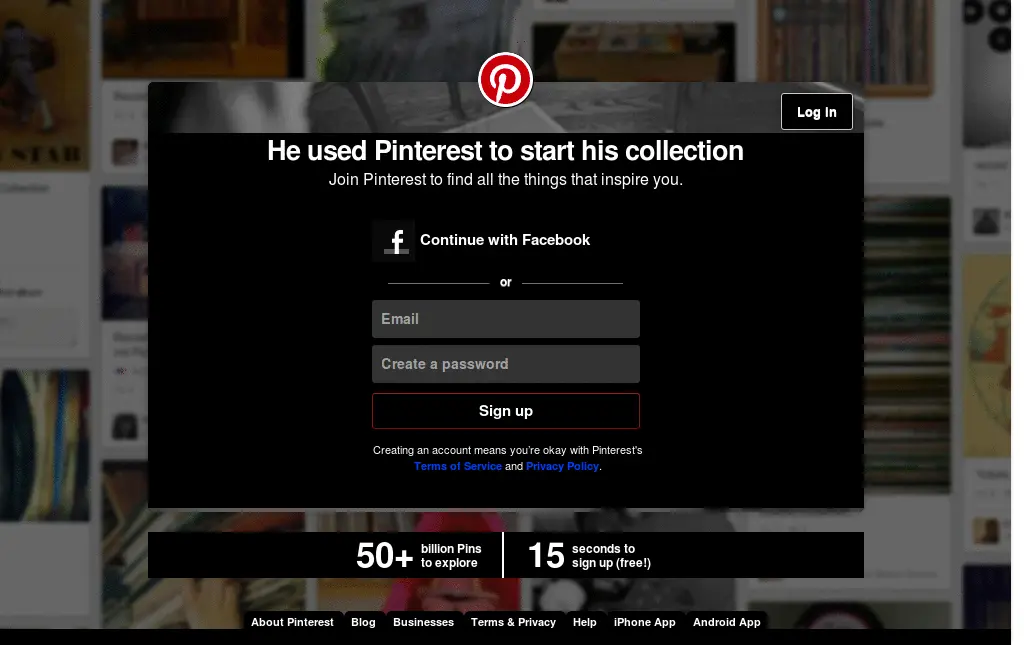 Log in
He used Pinterest to start his collection
Join Pinterest to find all the things that inspire you.
f Continue with Facebook
or
Email
Create a password
Sign up
Creating an account means you're okay with Pinterest's
Terms of Service and Privacy Policy.
50+ billion Pins
to explore
15 seconds to
sign up (free!)
About Pinterest Blog Businesses Terms & Privacy Help iPhone App Android App